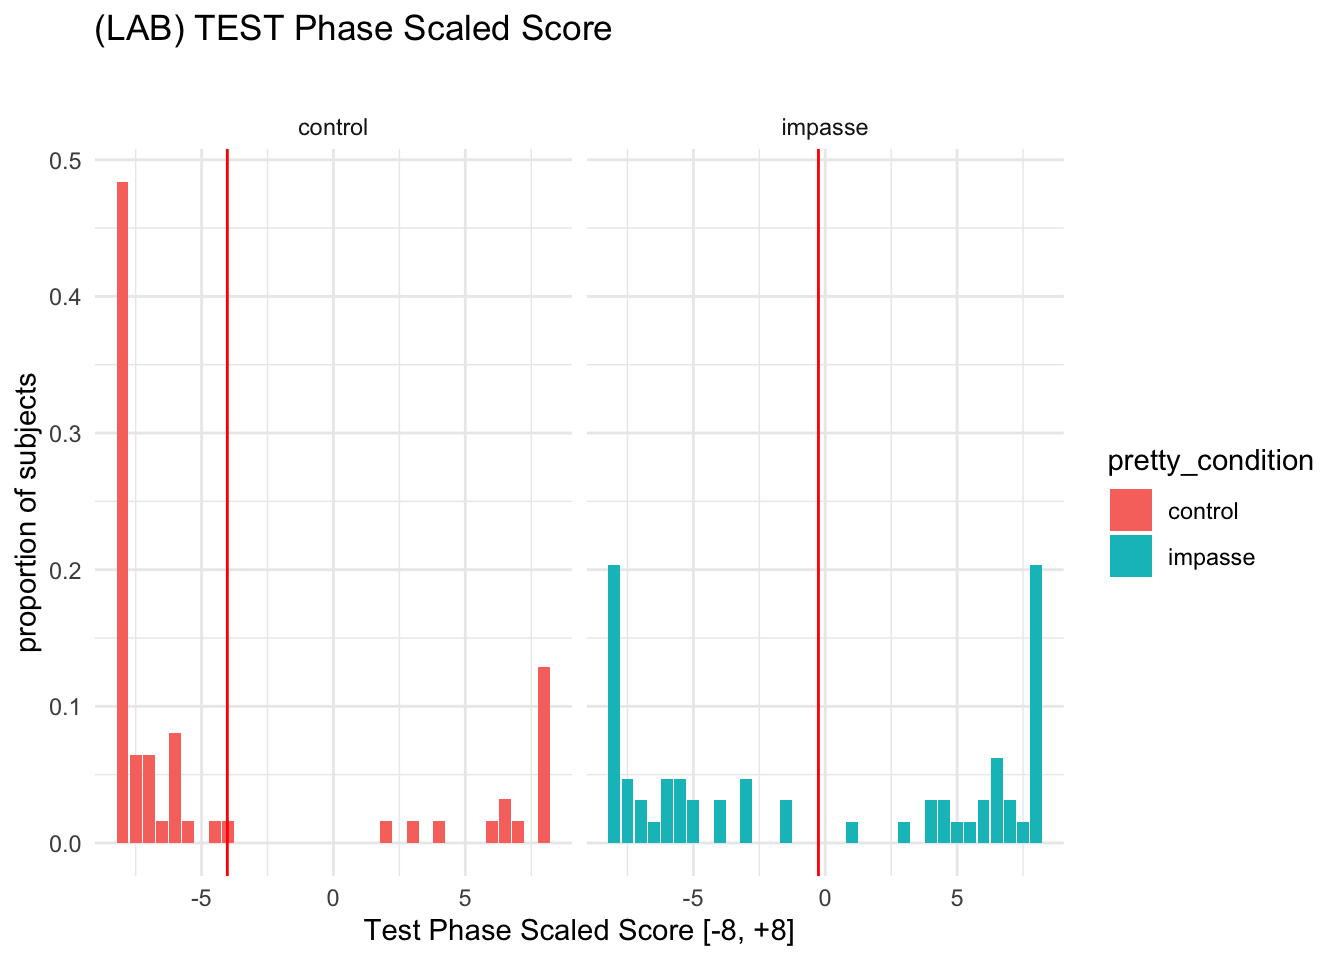 (LAB) TEST Phase Scaled Score
control
impasse
0.5
0.4
0.3
0.2
0.1
0.0
proportion of subjects
-5 0 5
-5 0 5
Test Phase Scaled Score [-8, +8]
pretty_condition
control
impasse